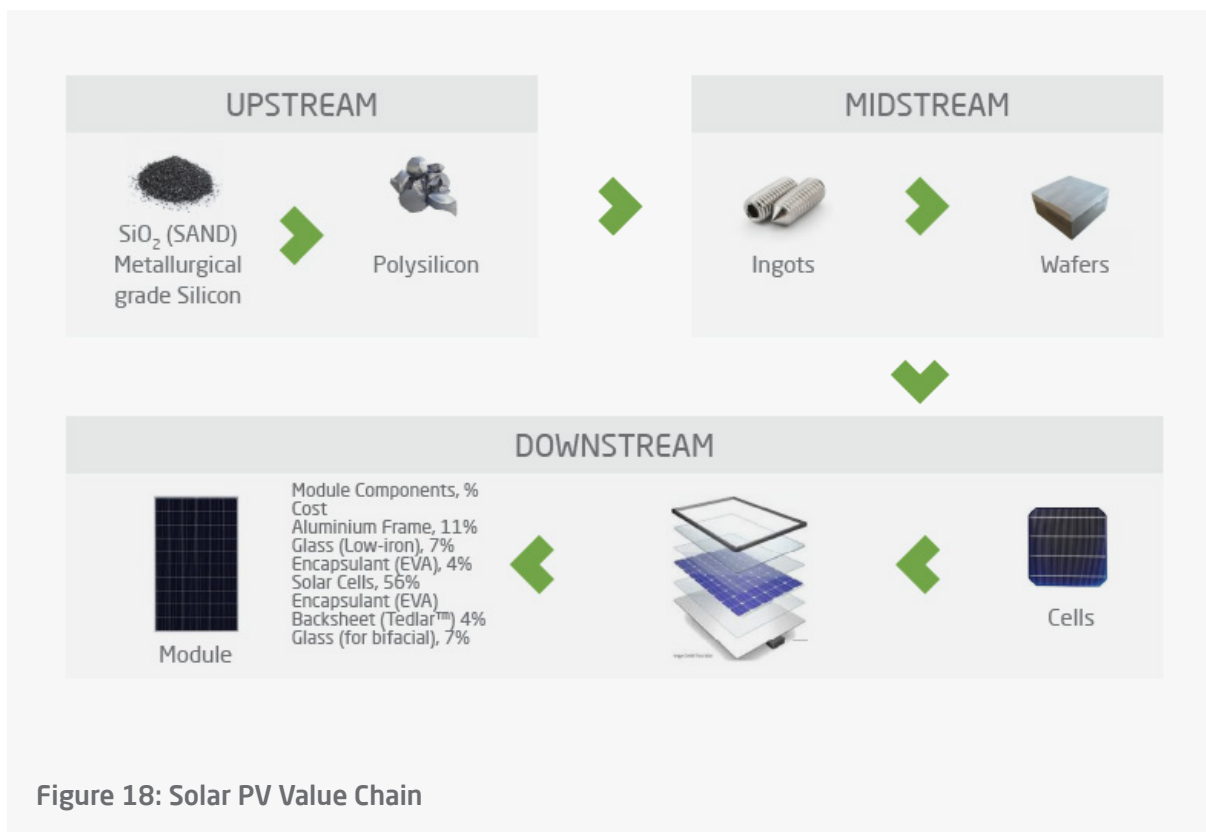 UPSTREAM
SiO₂ (SAND)
Metallurgical
grade Silicon
Polysilicon
MIDSTREAM
Ingots
Wafers
DOWNSTREAM
Module
Module Components, %
Cost
Aluminium Frame, 11%
Glass (Low-iron), 7%
Encapsulant (EVA), 4%
Solar Cells, 56%
Encapsulant (EVA)
Backsheet (Tedlar™) 4%
Glass (for bifacial), 7%
Cells
Figure 18: Solar PV Value Chain